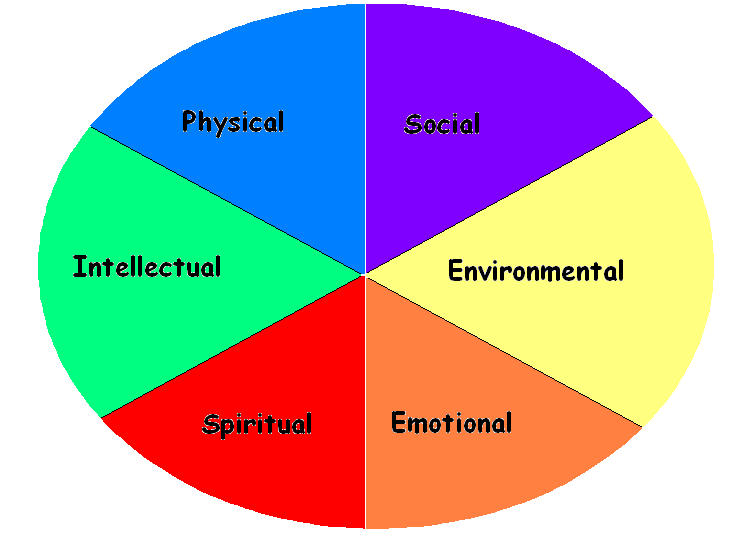 Physical
Social
Intellectual
Environmental
Spiritual
Emotional